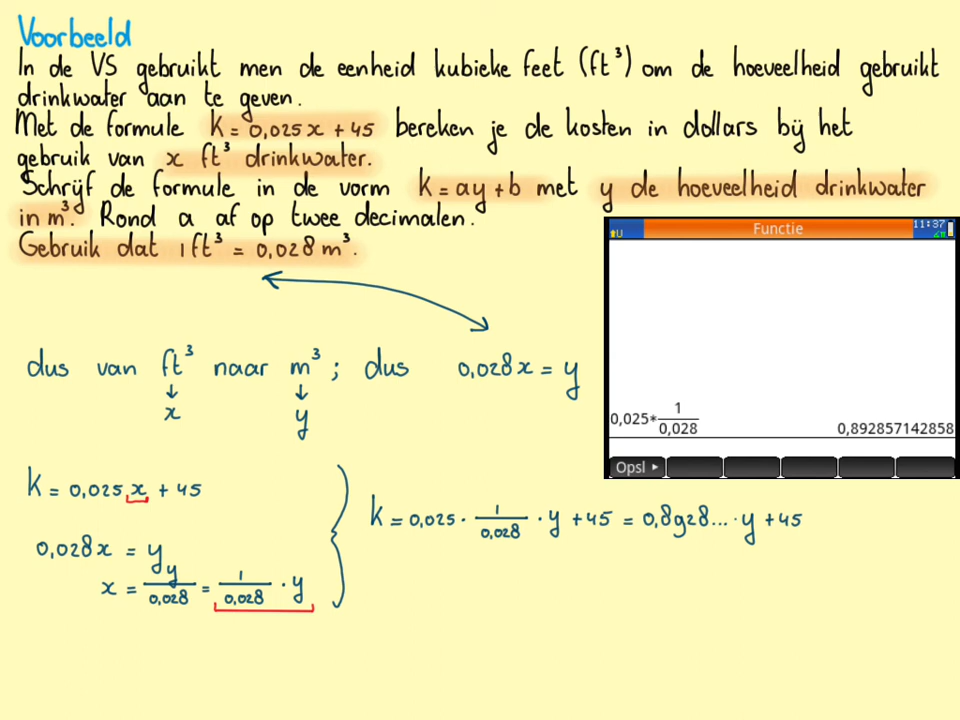 Voorbeeld
In de VS gebruikt men de eenheid kubieke feet (ft³) om de hoeveelheid gebruikt
drinkwater aan te geven.
Met de formule K = 0,025x + 45 bereken je de kosten in dollars bij het
gebruik van x ft³ drinkwater.
Schrijf de formule in de vorm K = ay + b met y de hoeveelheid drinkwater
in m³. Rond a af op twee decimalen.
Gebruik dat 1 ft³ = 0,028 m³.
11:37
Functie
U
0,025*1/0,028
0,892857142858
Opsl
dus van ft³ naar m³ ; dus 0,028x = y
↓ ↓
x y
K = 0,025x + 45
K = 0,025 · 1/0,028 · y + 45 = 0,8928... · y + 45
0,028x = y
x = y/0,028 = 1/0,028 · y